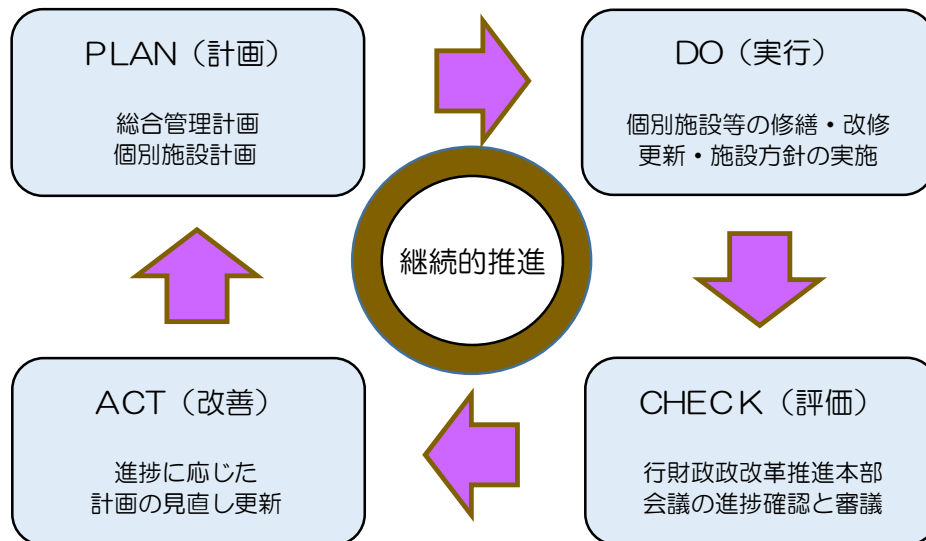 PLAN（計画）
総合管理計画
個別施設計画
DO（実行）
個別施設等の修繕・改修
更新・施設方針の実施
継続的推進
ACT（改善）
進捗に応じた
計画の見直し更新
CHECK（評価）
行財政政改革推進本部
会議の進捗確認と審議